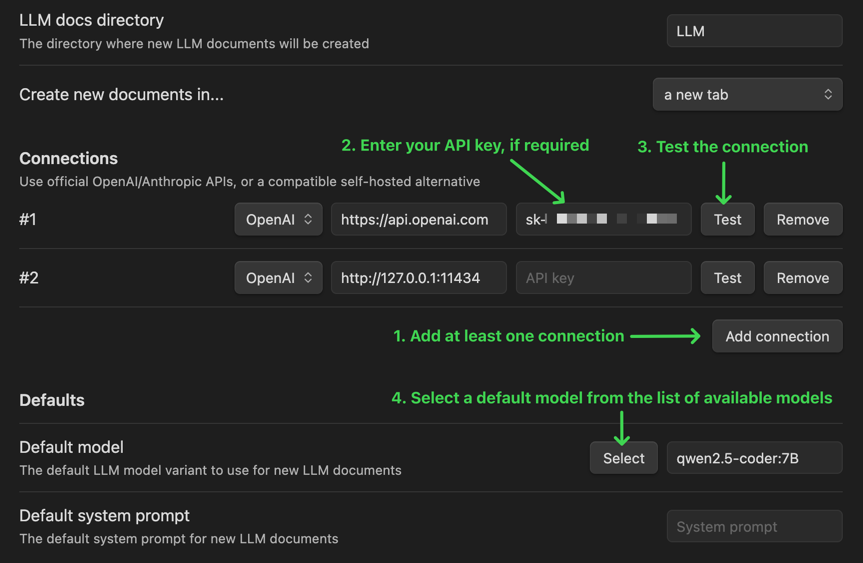 LLM docs directory
The directory where new LLM documents will be created
LLM
Create new documents in...
a new tab
2. Enter your API key, if required
3. Test the connection
Connections
Use official OpenAI/Anthropic APIs, or a compatible self-hosted alternative
#1
OpenAI
https://api.openai.com
sk-
Test
Remove
#2
OpenAI
http://127.0.0.1:11434
API key
Test
Remove
1. Add at least one connection
Add connection
Defaults
4. Select a default model from the list of available models
Default model
The default LLM model variant to use for new LLM documents
Select
qwen2.5-coder:7B
Default system prompt
The default system prompt for new LLM documents
System prompt